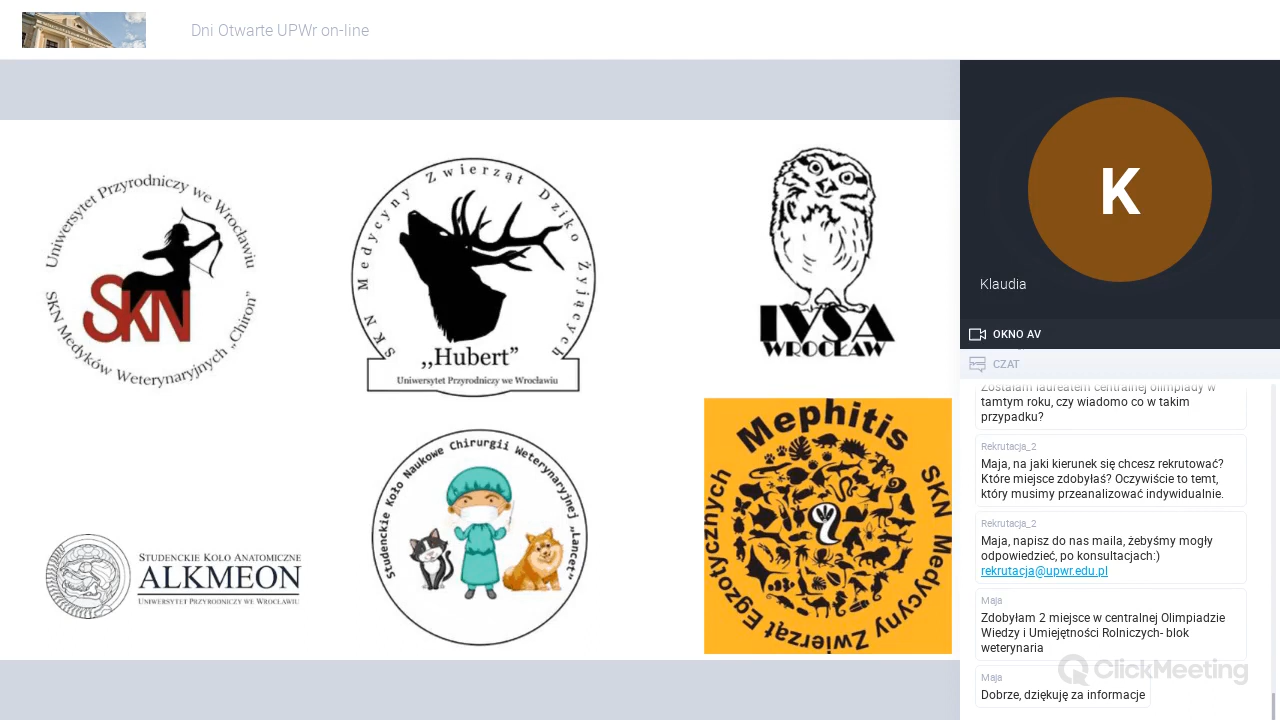 Dni Otwarte UPWr on-line
Uniwersytet Przyrodniczy we Wrocławiu
SKN
SKN Medyków Weterynaryjnych „Chiron”
SKN Medycyny Zwierząt Dziko Żyjących
,,Hubert”
Uniwersytet Przyrodniczy we Wrocławiu
IVSA
WROCŁAW
STUDENCKIE KOŁO ANATOMICZNE
ALKMEON
UNIWERSYTET PRZYRODNICZY WE WROCŁAWIU
Studenckie Koło Naukowe Chirurgii Weterynaryjnej „Lancet”
Mephitis
SKN Medycyny Zwierząt Egzotycznych
K
Klaudia
OKNO AV
CZAT
Zostałam laureatem centralnej olimpiady w
tamtym roku, czy wiadomo co w takim
przypadku?
Rekrutacja_2
Maja, na jaki kierunek się chcesz rekrutować?
Które miejsce zdobyłaś? Oczywiście to temt,
który musimy przeanalizować indywidualnie.
Rekrutacja_2
Maja, napisz do nas maila, żebyśmy mogły
odpowiedzieć, po konsultacjach:)
rekrutacja@upwr.edu.pl
Maja
Zdobyłam 2 miejsce w centralnej Olimpiadzie
Wiedzy i Umiejętności Rolniczych- blok
weterynaria
ClickMeeting
Maja
Dobrze, dziękuję za informacje